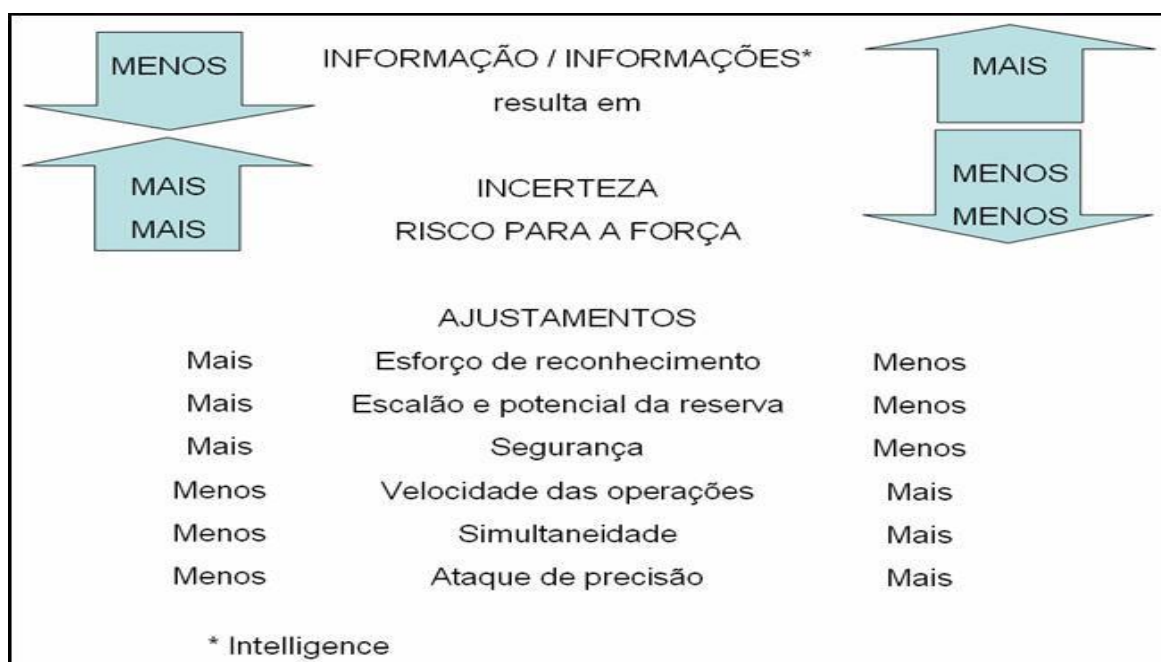 MENOS INFORMAÇÃO / INFORMAÇÕES* MAIS
resulta em
MAIS INCERTEZA MENOS
MAIS RISCO PARA A FORÇA MENOS
AJUSTAMENTOS
Mais Esforço de reconhecimento Menos
Mais Escalão e potencial da reserva Menos
Mais Segurança Menos
Menos Velocidade das operações Mais
Menos Simultaneidade Mais
Menos Ataque de precisão Mais
* Intelligence